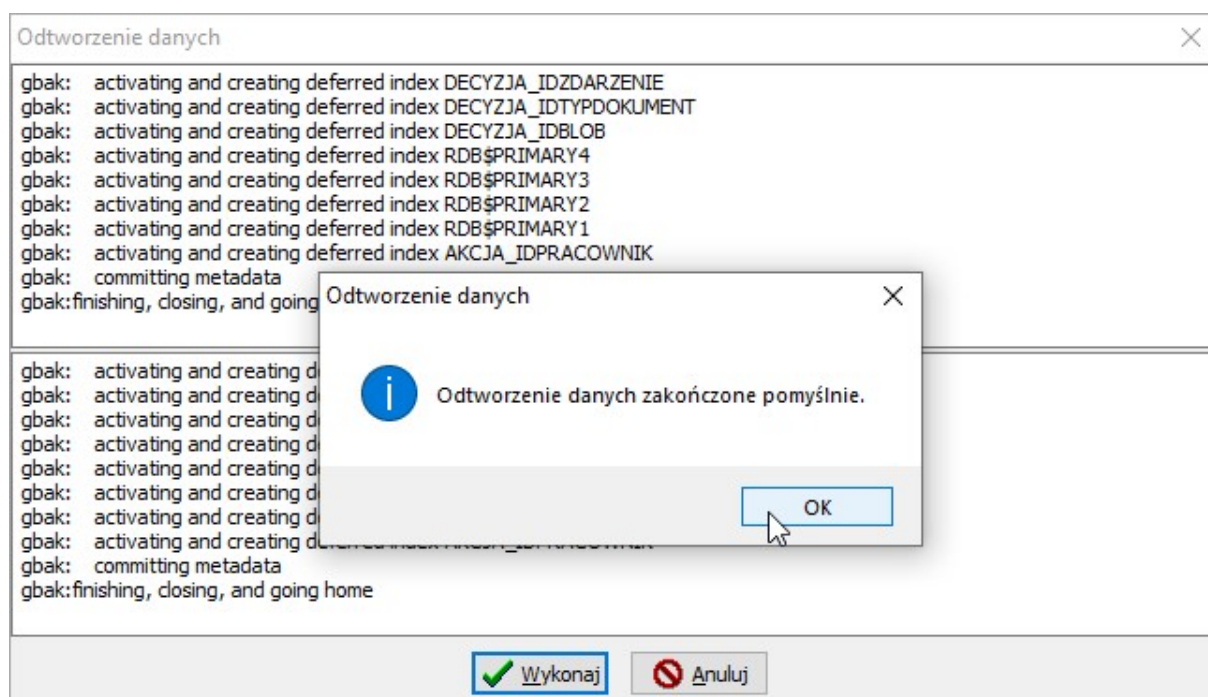 Odtworzenie danych
gbak: activating and creating deferred index DECYZJA_IDZDARZENIE
gbak: activating and creating deferred index DECYZJA_IDTYPDOKUMENT
gbak: activating and creating deferred index DECYZJA_IDBLOB
gbak: activating and creating deferred index RDB$PRIMARY4
gbak: activating and creating deferred index RDB$PRIMARY3
gbak: activating and creating deferred index RDB$PRIMARY2
gbak: activating and creating deferred index RDB$PRIMARY1
gbak: activating and creating deferred index AKCJA_IDPRACOWNIK
gbak: committing metadata
gbak:finishing, closing, and going
Odtworzenie danych
Odtworzenie danych zakończone pomyślnie.
OK
gbak: activating and creating
gbak: activating and creating
gbak: activating and creating
gbak: activating and creating
gbak: activating and creating
gbak: activating and creating
gbak: activating and creating
gbak: activating and creating
gbak: committing metadata
gbak:finishing, closing, and going home
Wykonaj
Anuluj